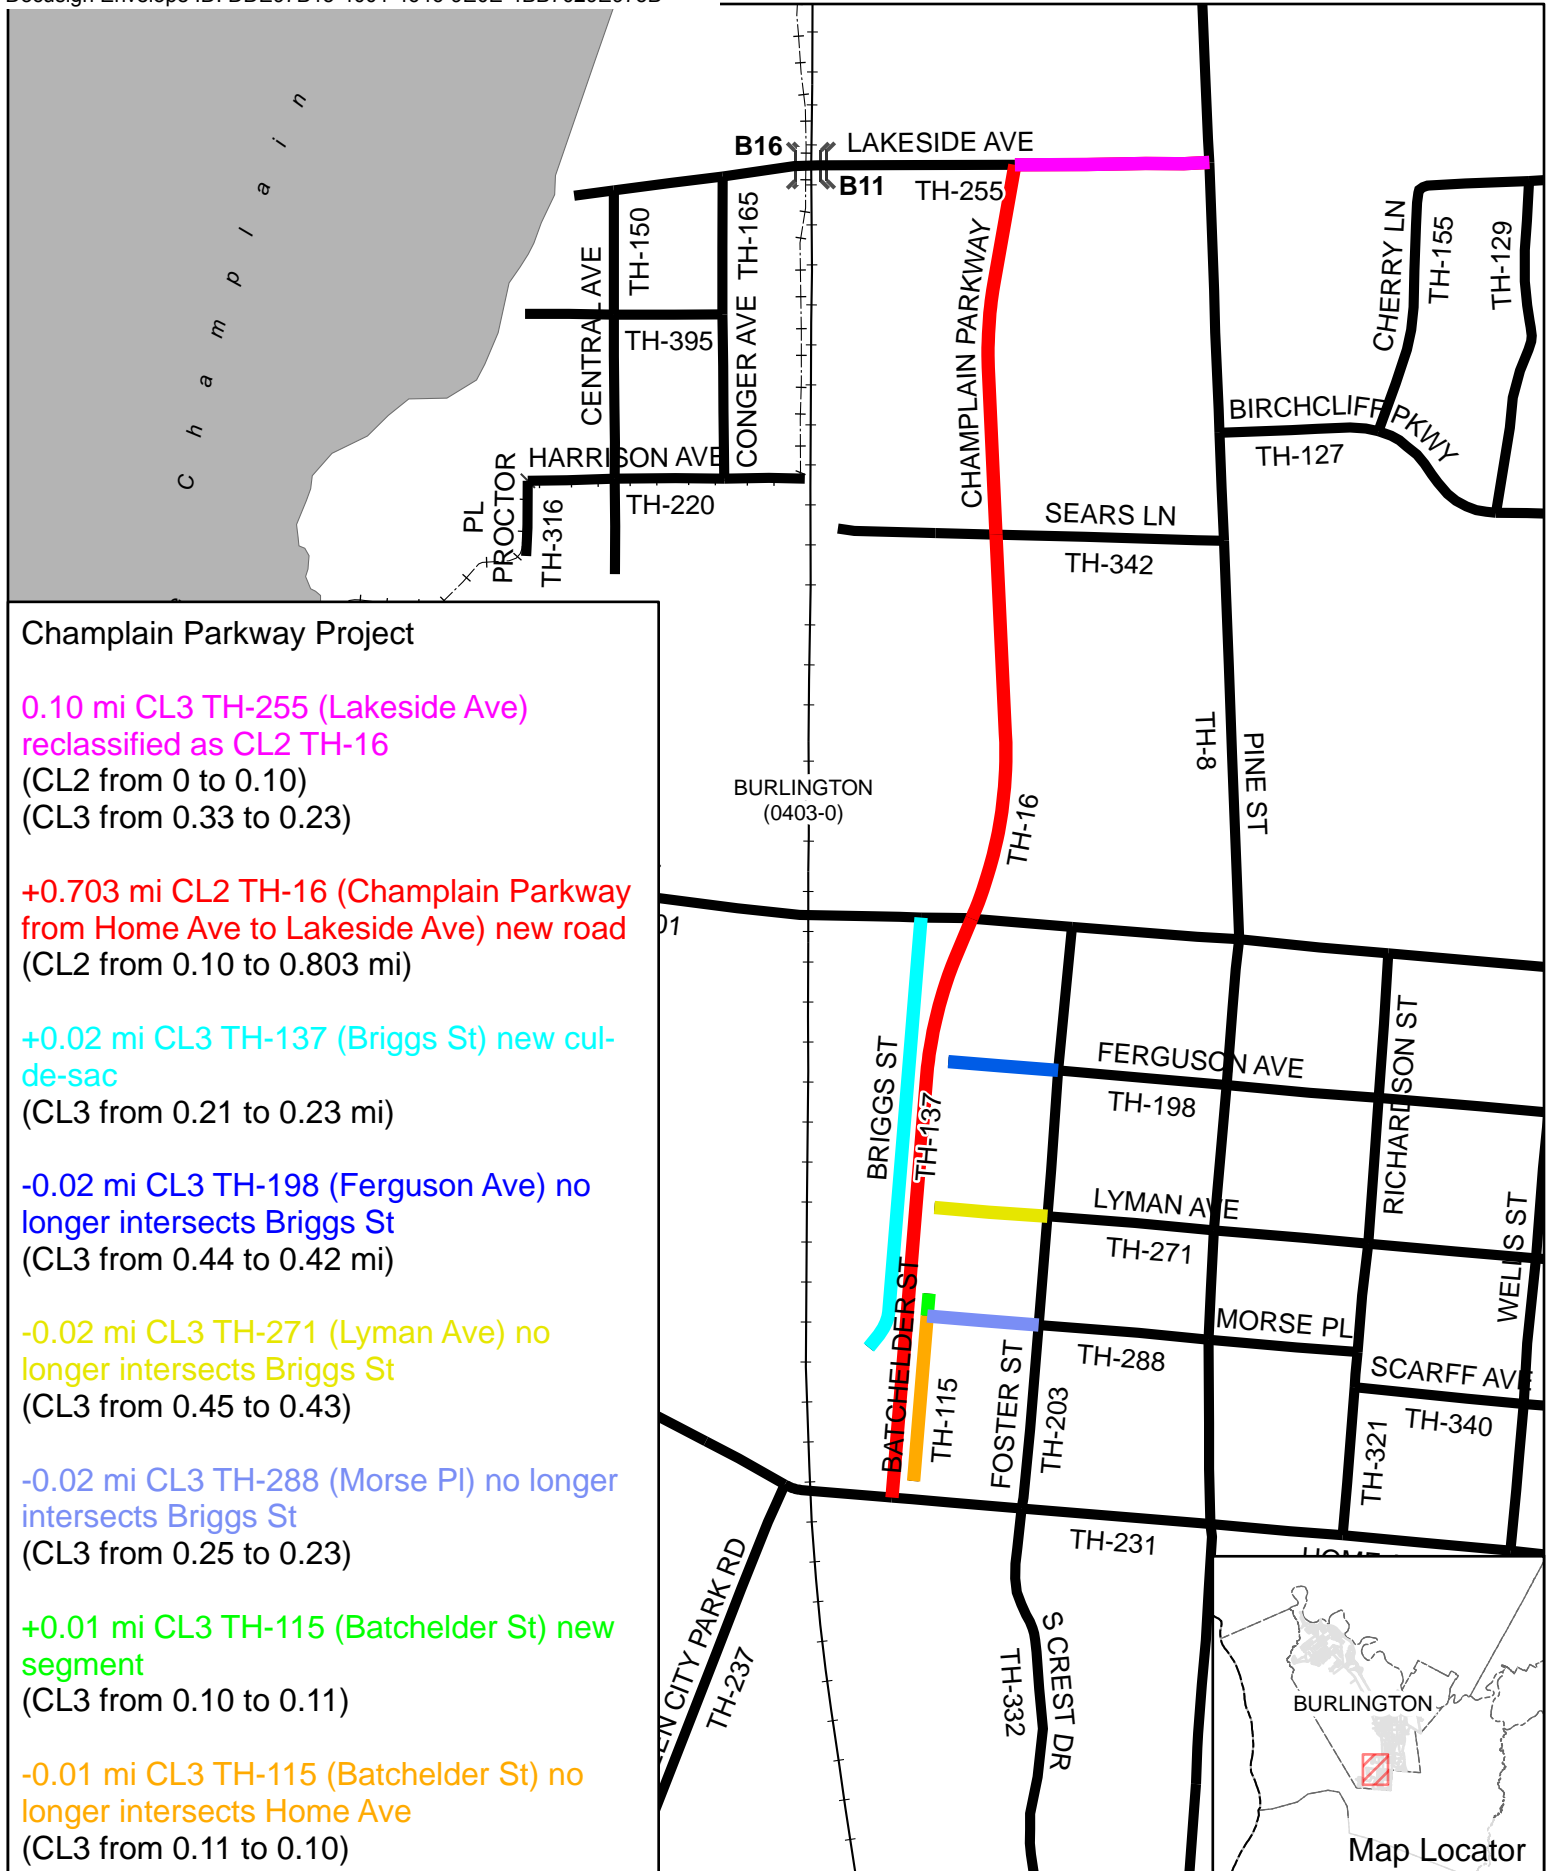 C h a m p l a i n
B16
LAKESIDE AVE
B11
TH-255
CENTRAL AVE
TH-150
TH-165
CONGER AVE
TH-395
HARRISON AVE
TH-220
PROCTOR
PL
TH-316
CHAMPLAIN PARKWAY
CHERRY LN
TH-155
TH-129
BIRCHCLIFF PKWY
TH-127
SEARS LN
TH-342
TH-8
PINE ST
BURLINGTON
(0403-0)
TH-16
01
BRIGGS ST
TH-137
FERGUSON AVE
TH-198
RICHARDSON ST
LYMAN AVE
TH-271
WELLS ST
BATCHELDER ST
TH-115
MORSE PL
TH-288
FOSTER ST
TH-203
SCARFF AVE
TH-340
TH-321
TH-231
EN CITY PARK RD
TH-237
TH-332
S CREST DR
Champlain Parkway Project
0.10 mi CL3 TH-255 (Lakeside Ave)
reclassified as CL2 TH-16
(CL2 from 0 to 0.10)
(CL3 from 0.33 to 0.23)
+0.703 mi CL2 TH-16 (Champlain Parkway
from Home Ave to Lakeside Ave) new road
(CL2 from 0.10 to 0.803 mi)
+0.02 mi CL3 TH-137 (Briggs St) new cul-
de-sac
(CL3 from 0.21 to 0.23 mi)
-0.02 mi CL3 TH-198 (Ferguson Ave) no
longer intersects Briggs St
(CL3 from 0.44 to 0.42 mi)
-0.02 mi CL3 TH-271 (Lyman Ave) no
longer intersects Briggs St
(CL3 from 0.45 to 0.43)
-0.02 mi CL3 TH-288 (Morse Pl) no longer
intersects Briggs St
(CL3 from 0.25 to 0.23)
+0.01 mi CL3 TH-115 (Batchelder St) new
segment
(CL3 from 0.10 to 0.11)
-0.01 mi CL3 TH-115 (Batchelder St) no
longer intersects Home Ave
(CL3 from 0.11 to 0.10)
BURLINGTON
Map Locator